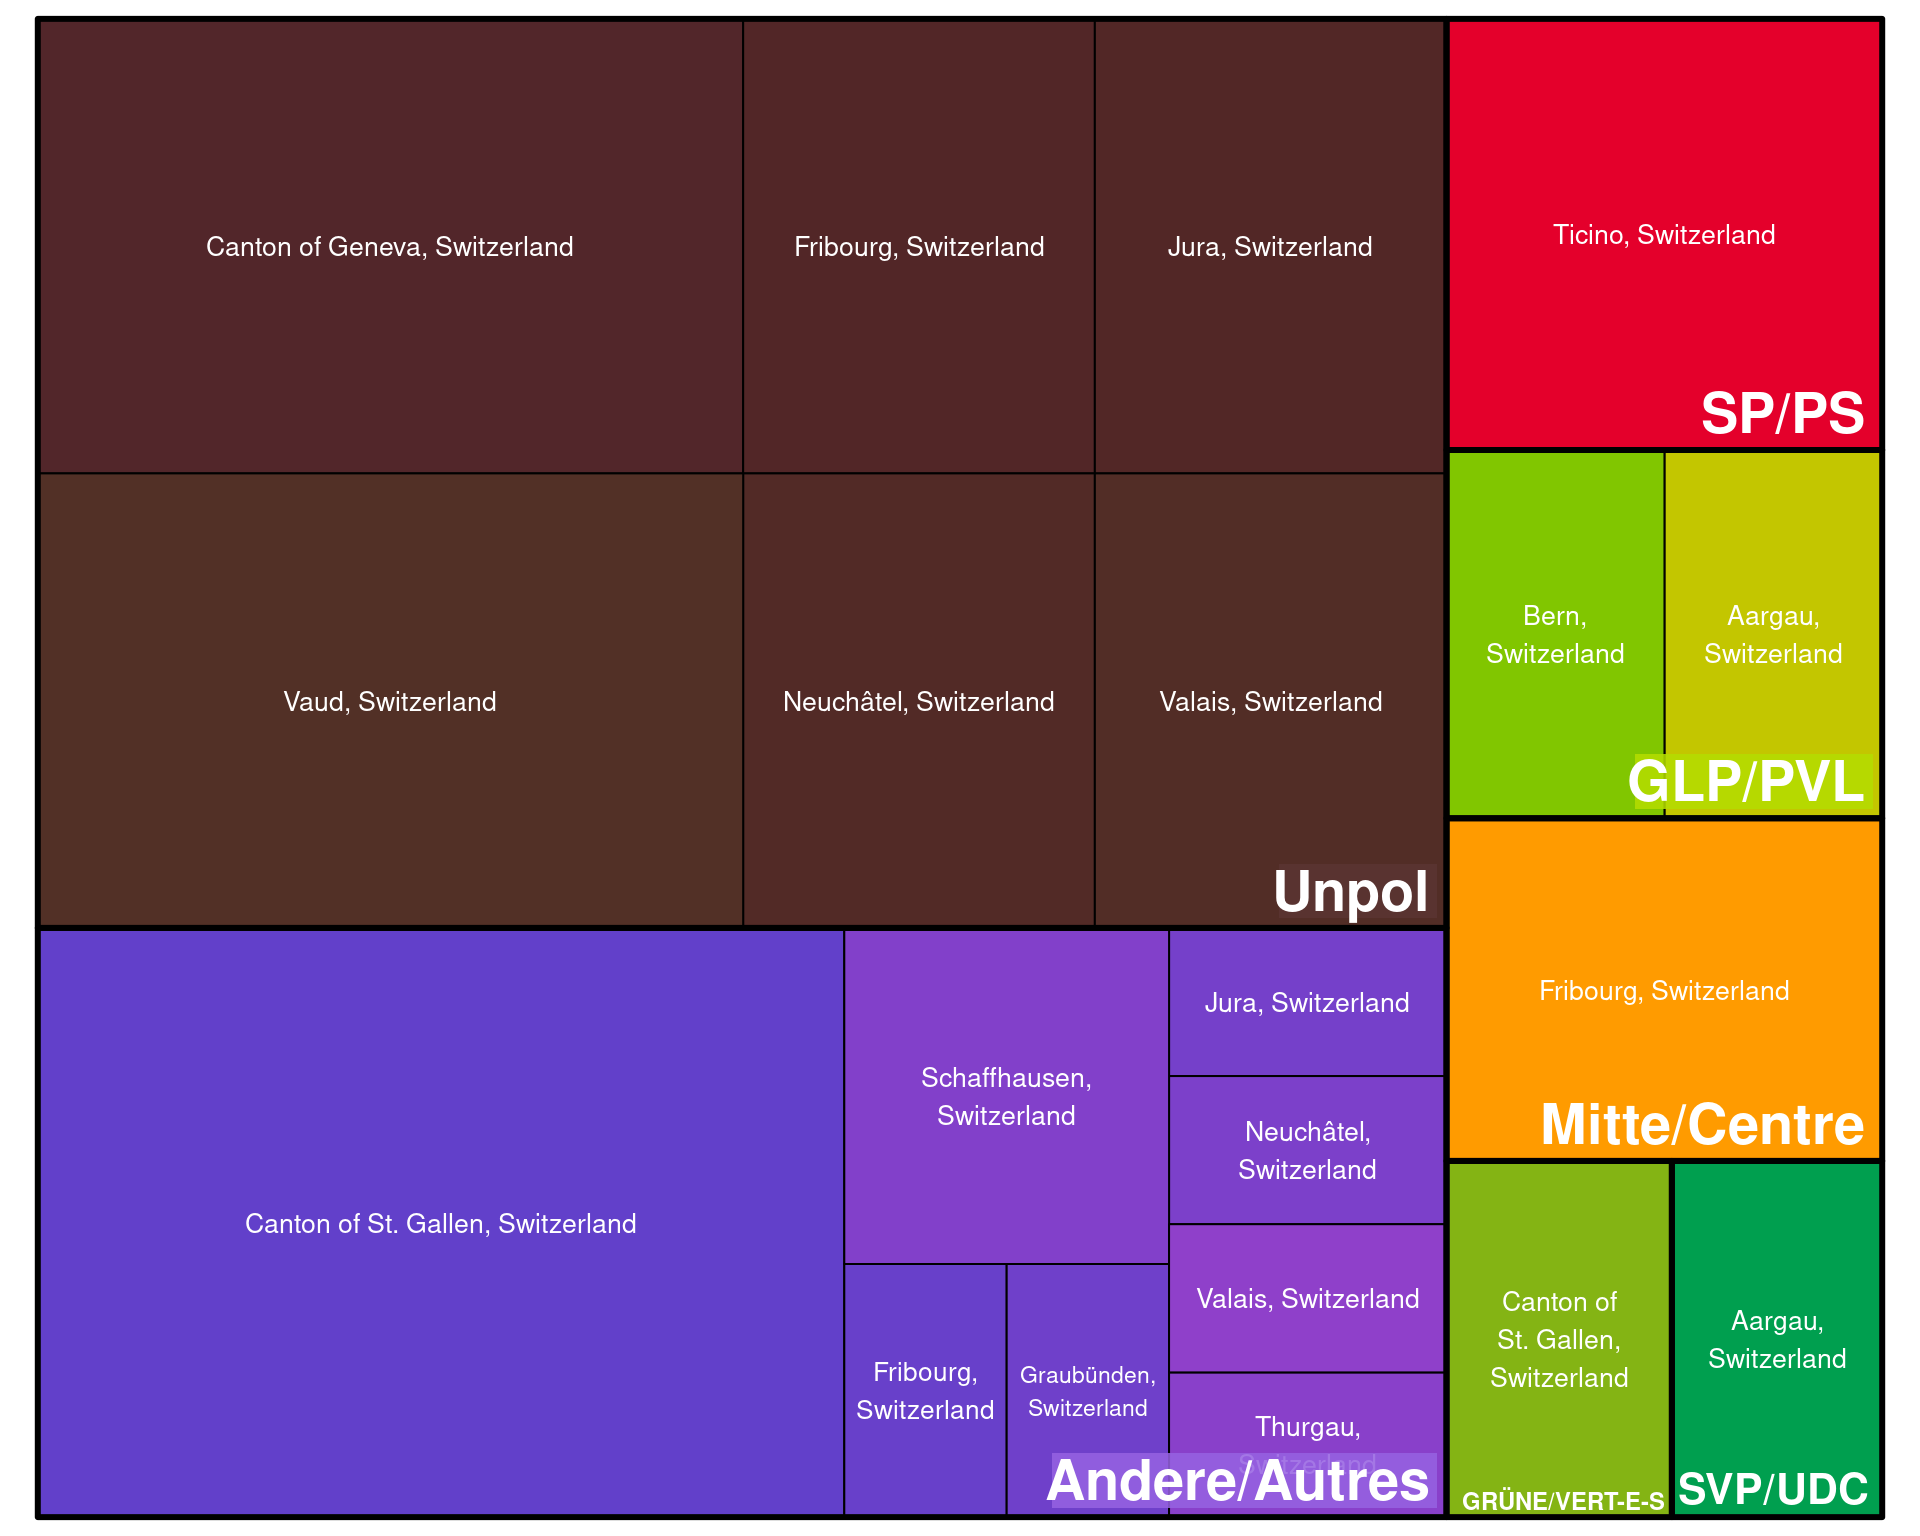 Canton of Geneva, Switzerland
Fribourg, Switzerland
Jura, Switzerland
Vaud, Switzerland
Neuchâtel, Switzerland
Valais, Switzerland
Unpol
Canton of St. Gallen, Switzerland
Schaffhausen,
Switzerland
Fribourg,
Switzerland
Graubünden,
Switzerland
Jura, Switzerland
Neuchâtel,
Switzerland
Valais, Switzerland
Thurgau,
Switzerland
Andere/Autres
Ticino, Switzerland
SP/PS
Bern,
Switzerland
Aargau,
Switzerland
GLP/PVL
Fribourg, Switzerland
Mitte/Centre
Canton of
St. Gallen,
Switzerland
GRÜNE/VERT-E-S
Aargau,
Switzerland
SVP/UDC